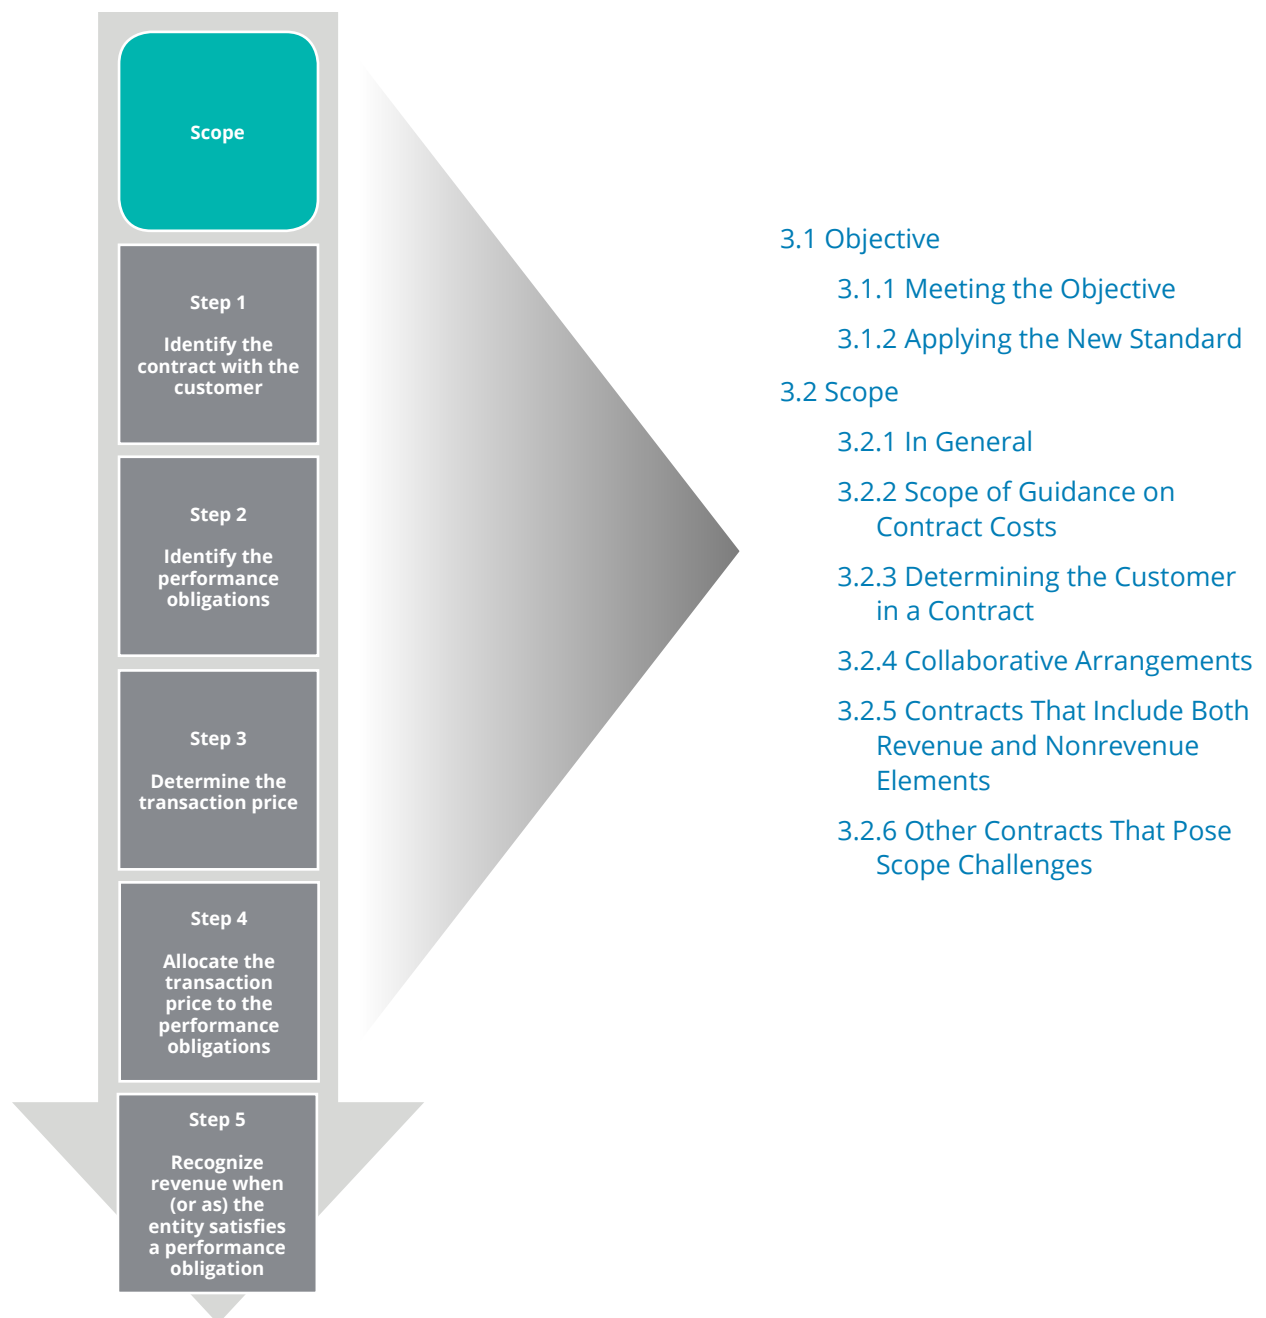 Scope
Step 1
Identify the
contract with the
customer
Step 2
Identify the
performance
obligations
Step 3
Determine the
transaction price
Step 4
Allocate the
transaction
price to the
performance
obligations
Step 5
Recognize
revenue when
(or as) the
entity satisfies
a performance
obligation
3.1 Objective
3.1.1 Meeting the Objective
3.1.2 Applying the New Standard
3.2 Scope
3.2.1 In General
3.2.2 Scope of Guidance on
Contract Costs
3.2.3 Determining the Customer
in a Contract
3.2.4 Collaborative Arrangements
3.2.5 Contracts That Include Both
Revenue and Nonrevenue
Elements
3.2.6 Other Contracts That Pose
Scope Challenges